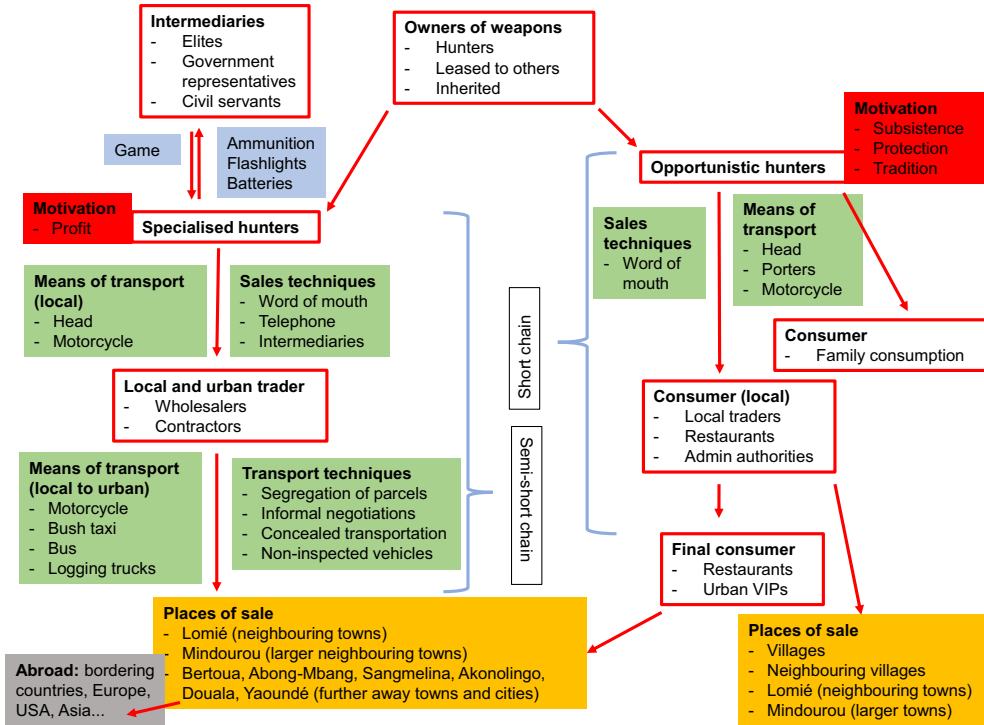 Intermediaries
- Elites
- Government
representatives
- Civil servants
Owners of weapons
- Hunters
- Leased to others
- Inherited
Game
Ammunition
Flashlights
Batteries
Motivation
- Profit
Specialised hunters
Motivation
- Subsistence
- Protection
- Tradition
Opportunistic hunters
Means of transport
(local)
- Head
- Motorcycle
Sales techniques
- Word of mouth
- Telephone
- Intermediaries
Local and urban trader
- Wholesalers
- Contractors
Means of transport
(local to urban)
- Motorcycle
- Bush taxi
- Bus
- Logging trucks
Transport techniques
- Segregation of parcels
- Informal negotiations
- Concealed transportation
- Non-inspected vehicles
Short chain
Semi-short chain
Sales
techniques
- Word of
mouth
Means of
transport
- Head
- Porters
- Motorcycle
Consumer
- Family consumption
Consumer (local)
- Local traders
- Restaurants
- Admin authorities
Final consumer
- Restaurants
- Urban VIPs
Places of sale
- Lomié (neighbouring towns)
- Mindourou (larger neighbouring towns)
- Bertoua, Abong-Mbang, Sangmelina, Akonolingo,
Douala, Yaoundé (further away towns and cities)
Abroad: bordering
countries, Europe,
USA, Asia...
Places of sale
- Villages
- Neighbouring villages
- Lomié (neighbouring towns)
- Mindourou (larger towns)